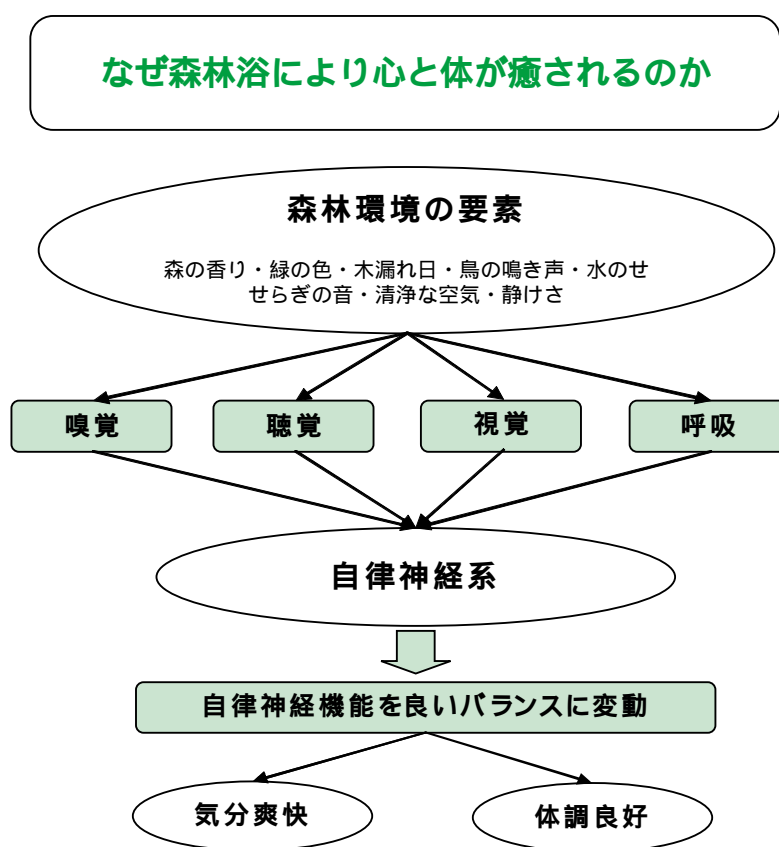 なぜ森林浴により心と体が癒されるのか
森林環境の要素
森の香り・緑の色・木漏れ日・鳥の鳴き声・水のせ
せらぎの音・清浄な空気・静けさ
嗅覚
聴覚
視覚
呼吸
自律神経系
自律神経機能を良いバランスに変動
気分爽快
体調良好